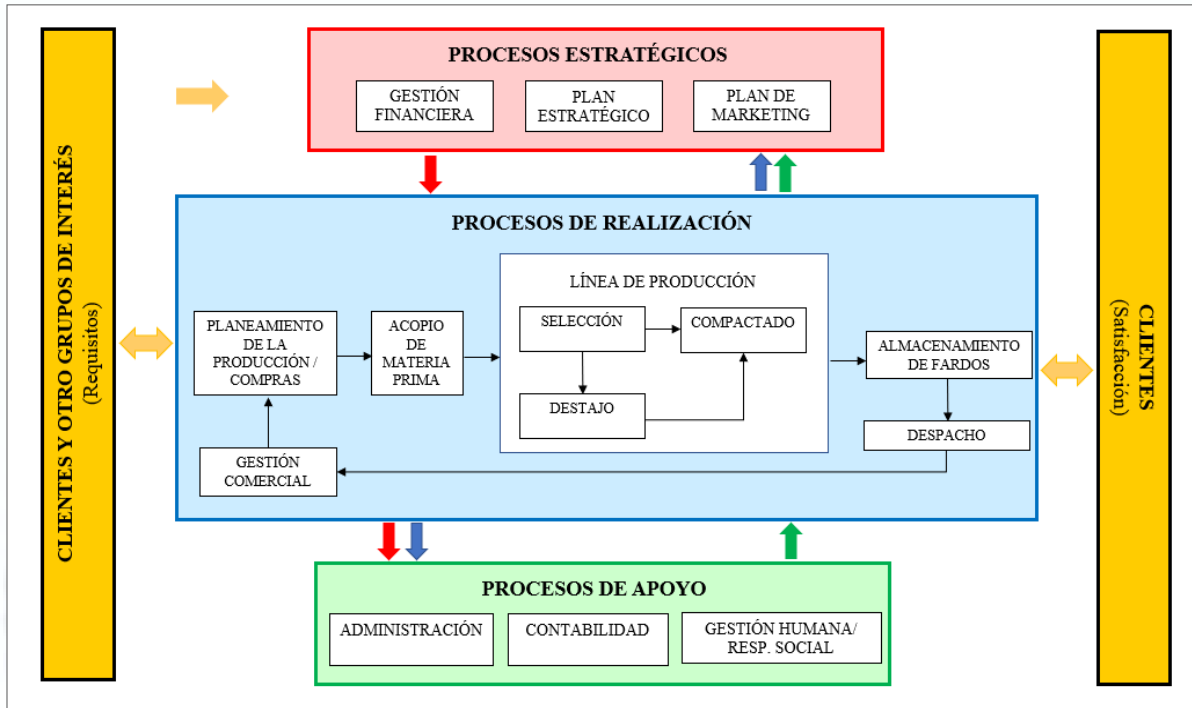 CLIENTES Y OTRO GRUPOS DE INTERÉS
(Requisitos)
PROCESOS ESTRATÉGICOS
GESTIÓN
FINANCIERA
PLAN
ESTRATÉGICO
PLAN DE
MARKETING
PROCESOS DE REALIZACIÓN
PLANEAMIENTO
DE LA
PRODUCCIÓN /
COMPRAS
ACOPIO
DE
MATERIA
PRIMA
LÍNEA DE PRODUCCIÓN
SELECCIÓN
COMPACTADO
DESTAJO
ALMACENAMIENTO
DE FARDOS
DESPACHO
GESTIÓN
COMERCIAL
PROCESOS DE APOYO
ADMINISTRACIÓN
CONTABILIDAD
GESTIÓN HUMANA/
RESP. SOCIAL
CLIENTES
(Satisfacción)